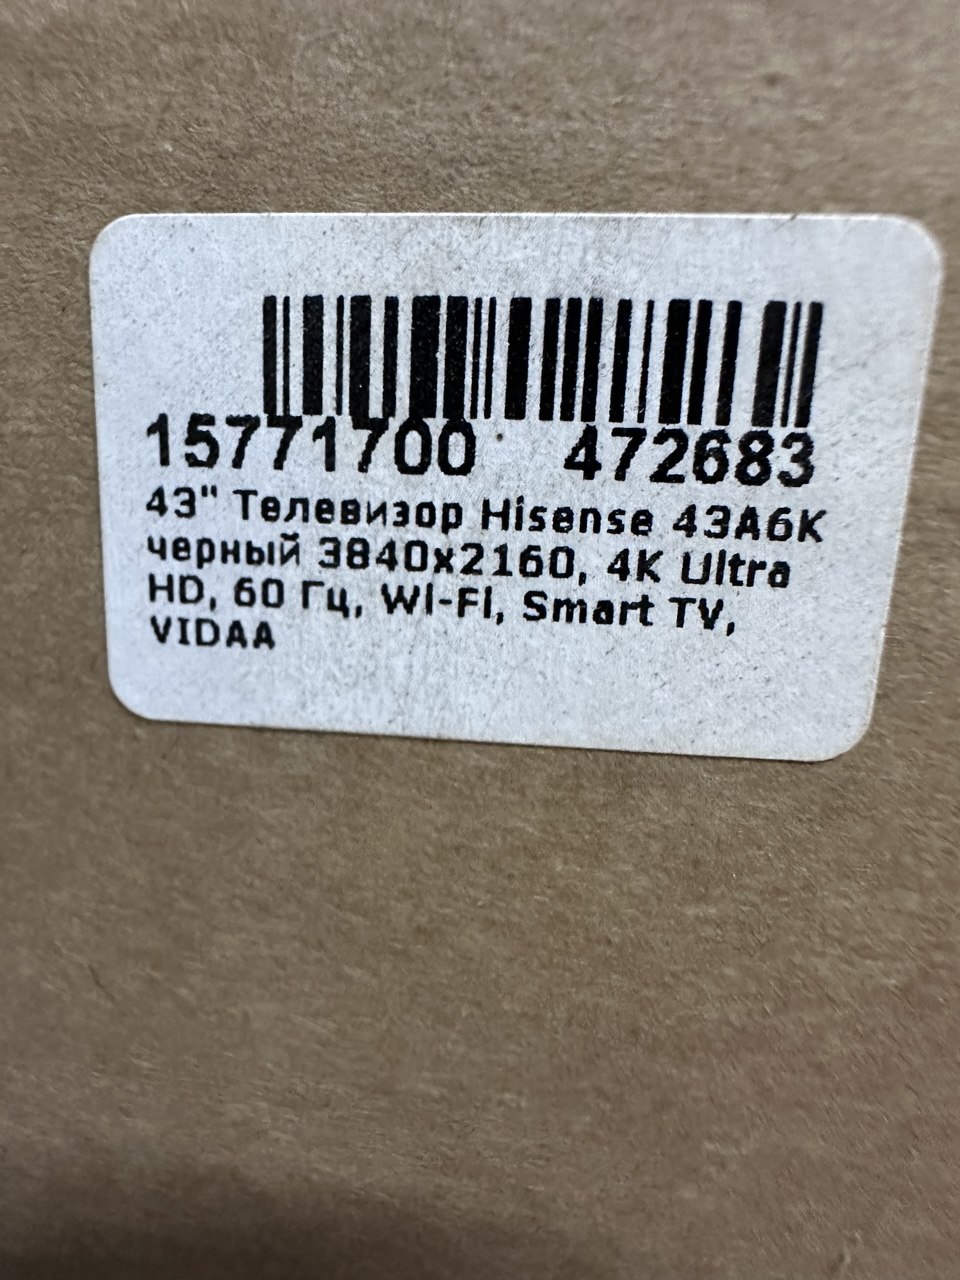 15771700 472683
43" Телевизор Hisense 43A6K
черный 3840x2160, 4K Ultra
HD, 60 Гц, Wi-Fi, Smart TV,
VIDAA